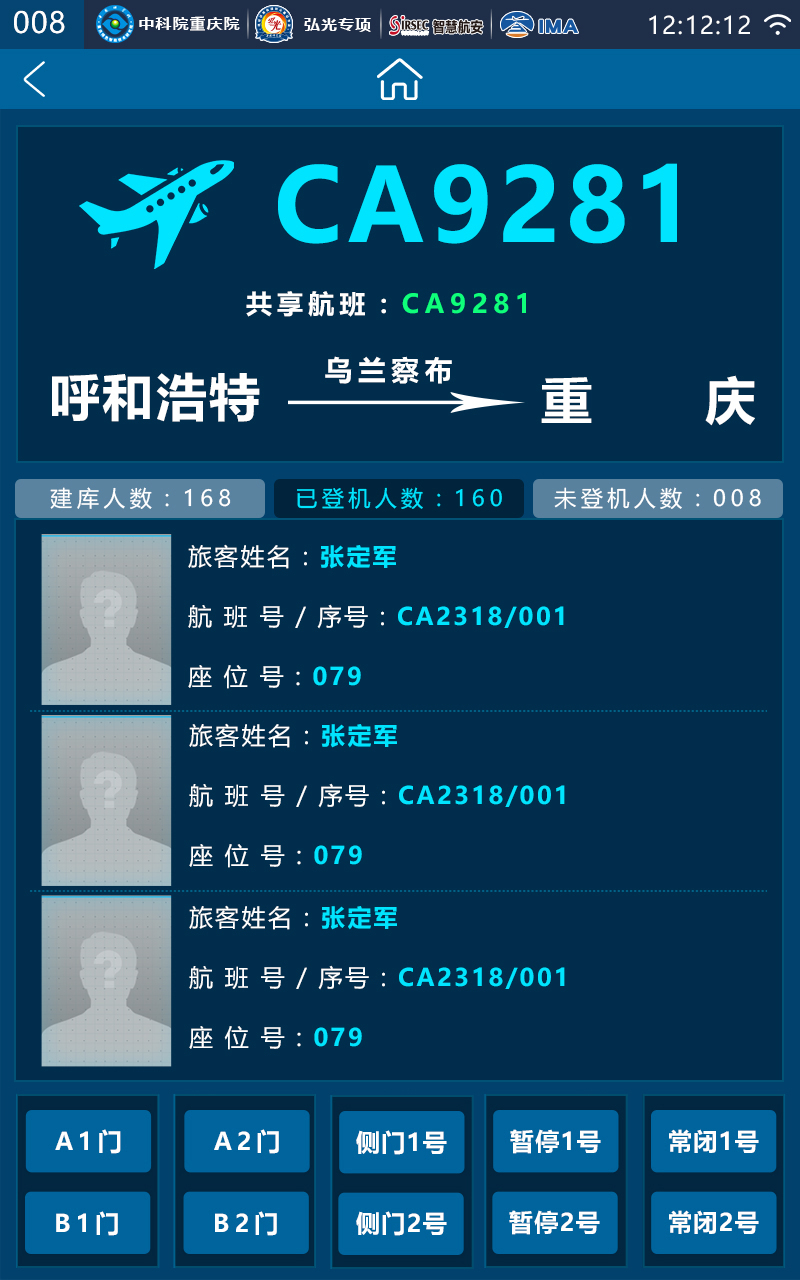 008 中科院重庆院 弘光专项 SiRSEC 智慧航安 IMA 12:12:12
CA9281
共享航班：CA9281
呼和浩特 乌兰察布 重庆
建库人数：168 已登机人数：160 未登机人数：008
旅客姓名：张定军
航班号/序号：CA2318/001
座位号：079
旅客姓名：张定军
航班号/序号：CA2318/001
座位号：079
旅客姓名：张定军
航班号/序号：CA2318/001
座位号：079
A1门 A2门 侧门1号 暂停1号 常闭1号
B1门 B2门 侧门2号 暂停2号 常闭2号